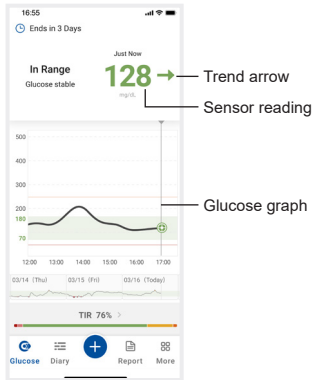 16:55
Ends in 3 Days
Just Now
In Range
Glucose stable
128
mg/dL
Trend arrow
Sensor reading
Glucose graph
500
400
300
200
180
70
12:00 13:00 14:00 15:00 16:00 17:00
03/14 (Thu) 03/15 (Fri) 03/16 (Today)
TIR 76% >
Glucose Diary Report More